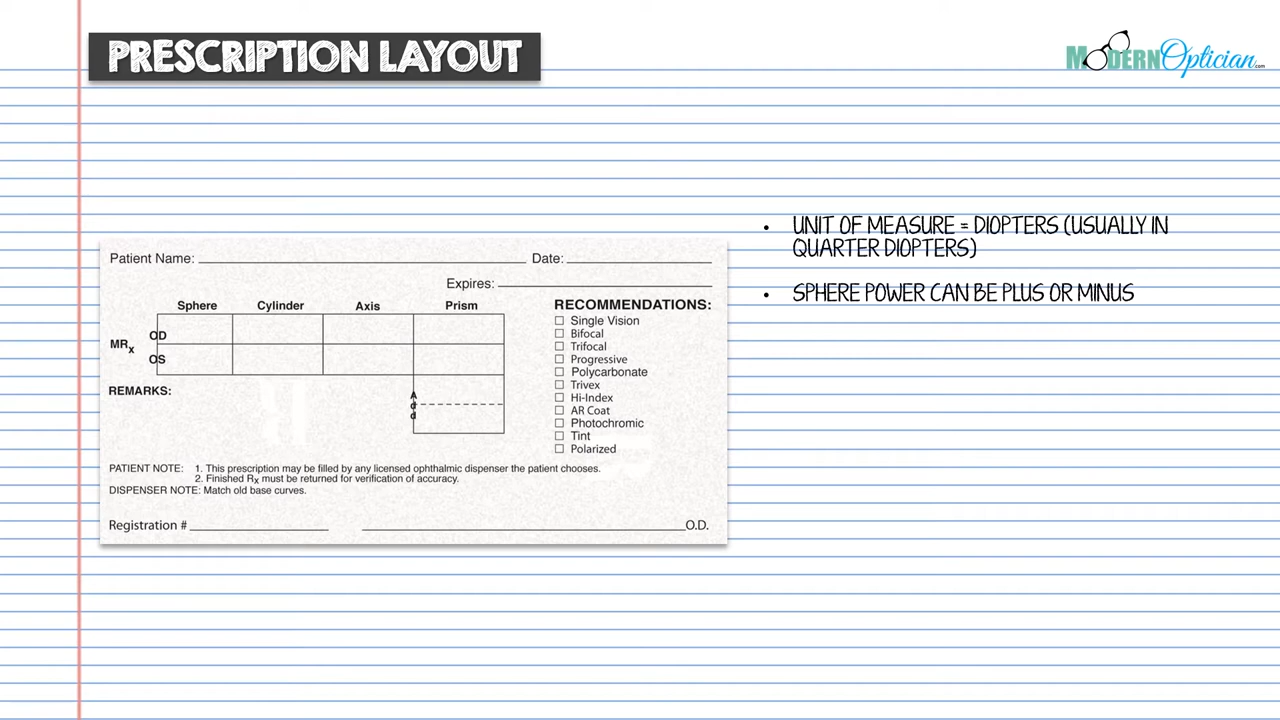 PRESCRIPTION LAYOUT
MODERNOptician.com
UNIT OF MEASURE = DIOPTERS (USUALLY IN
QUARTER DIOPTERS)
SPHERE POWER CAN BE PLUS OR MINUS
Patient Name: Date:
Expires:
Sphere Cylinder Axis Prism
MRx
OD
OS
Add
REMARKS:
RECOMMENDATIONS:
Single Vision
Bifocal
Trifocal
Progressive
Polycarbonate
Trivex
Hi-Index
AR Coat
Photochromic
Tint
Polarized
PATIENT NOTE: 1. This prescription may be filled by any licensed ophthalmic dispenser the patient chooses.
2. Finished Rx must be returned for verification of accuracy.
DISPENSER NOTE: Match old base curves.
Registration # O.D.